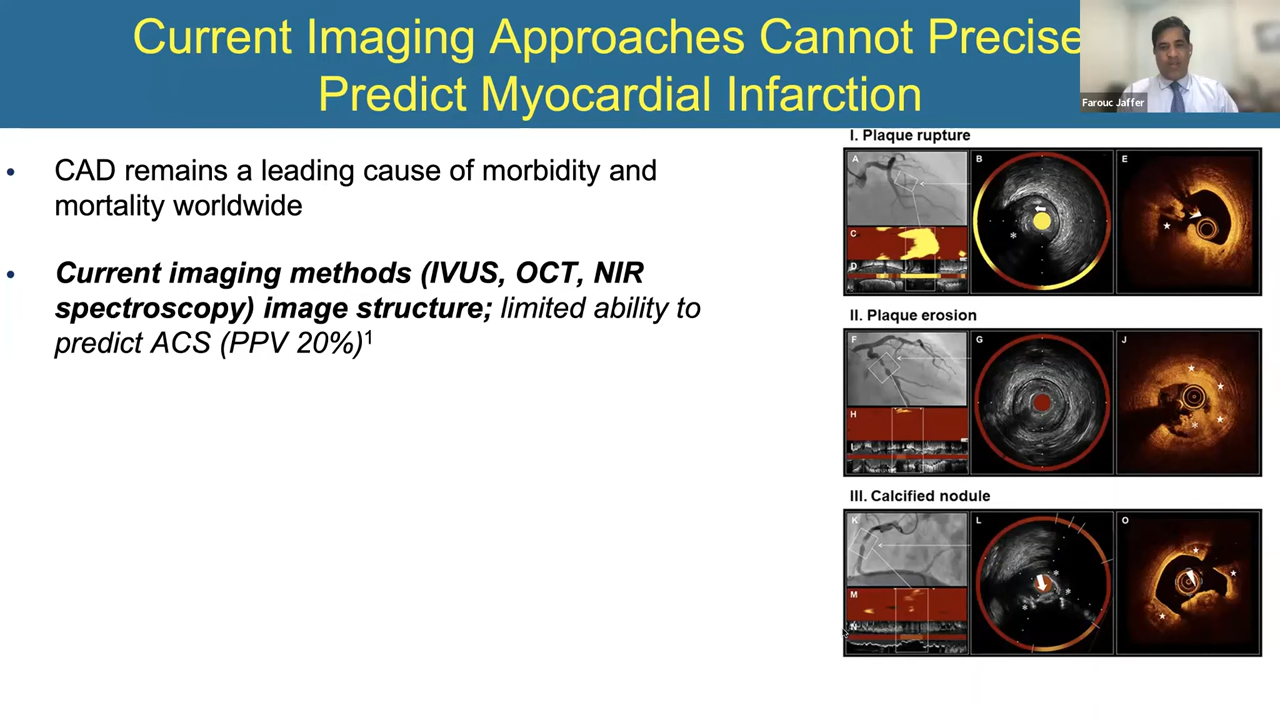 Current Imaging Approaches Cannot Precise
Predict Myocardial Infarction
Farouc Jaffer
• CAD remains a leading cause of morbidity and
mortality worldwide
• Current imaging methods (IVUS, OCT, NIR
spectroscopy) image structure; limited ability to
predict ACS (PPV 20%)¹
I. Plaque rupture
A
B
E
C
D
II. Plaque erosion
F
G
J
H
I
III. Calcified nodule
K
L
O
M
N